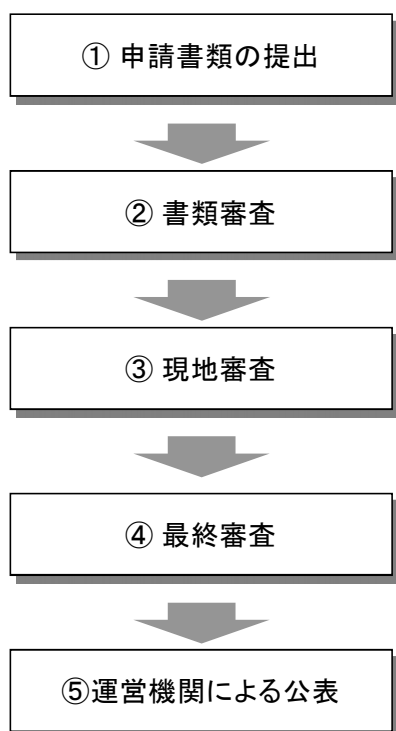 ① 申請書類の提出
② 書類審査
③ 現地審査
④ 最終審査
⑤運営機関による公表